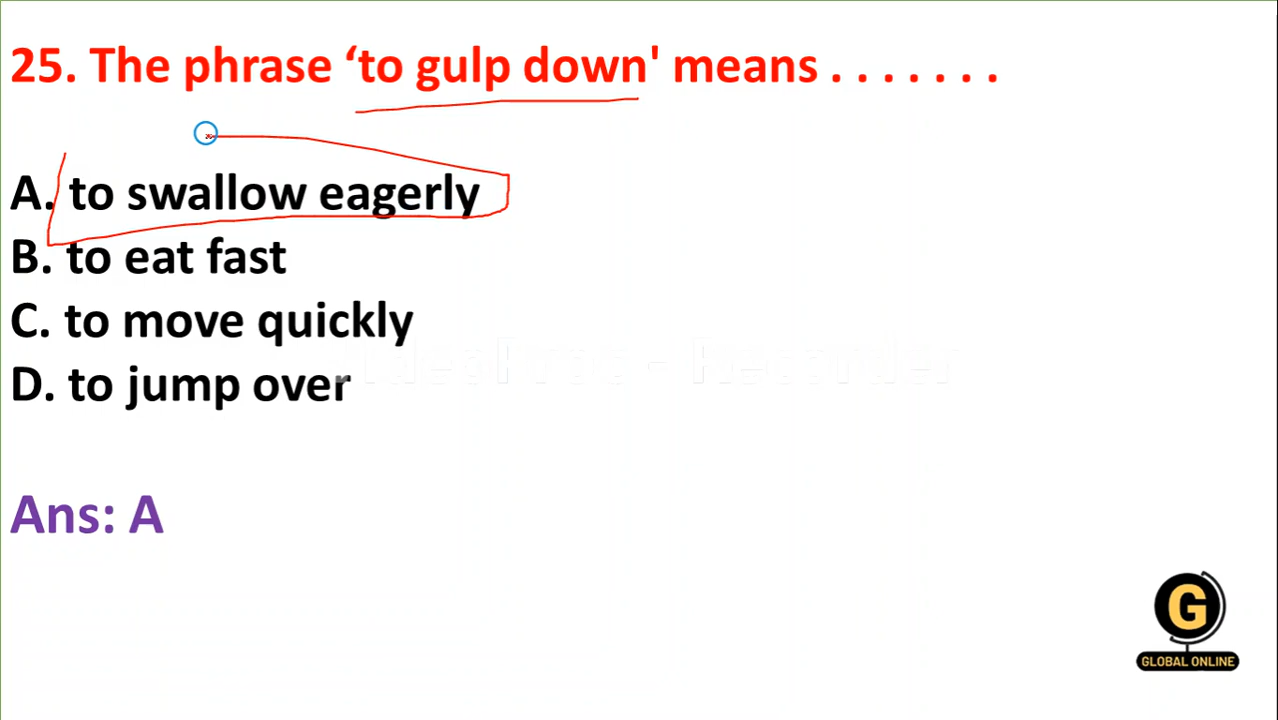 25. The phrase ‘to gulp down' means . . . . . . .
A. to swallow eagerly
B. to eat fast
C. to move quickly
D. to jump over
Ans: A
G
GLOBAL ONLINE